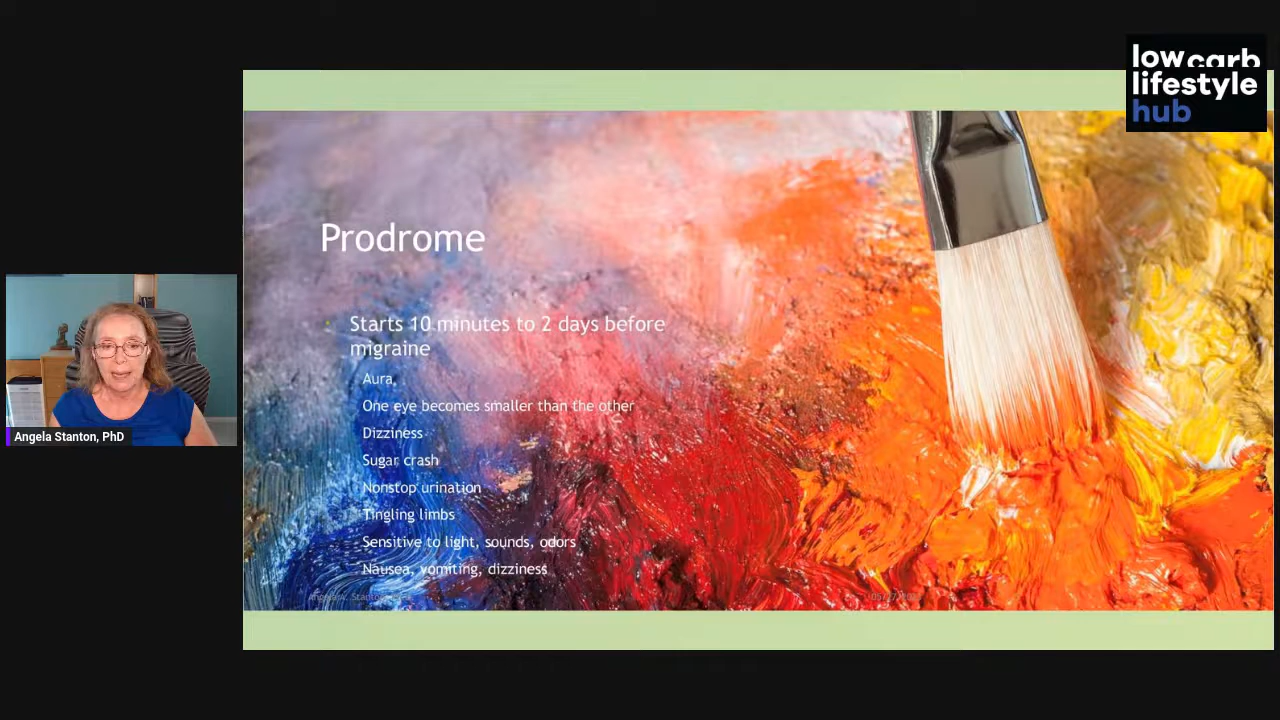 low carb
lifestyle
hub
Prodrome
Starts 10 minutes to 2 days before
migraine
Aura,
One eye becomes smaller than the other
Dizziness
Sugar crash
Nonstop urination
Tingling limbs
Sensitive to light, sounds, odors
Nausea, vomiting, dizziness
Angela Stanton, PhD